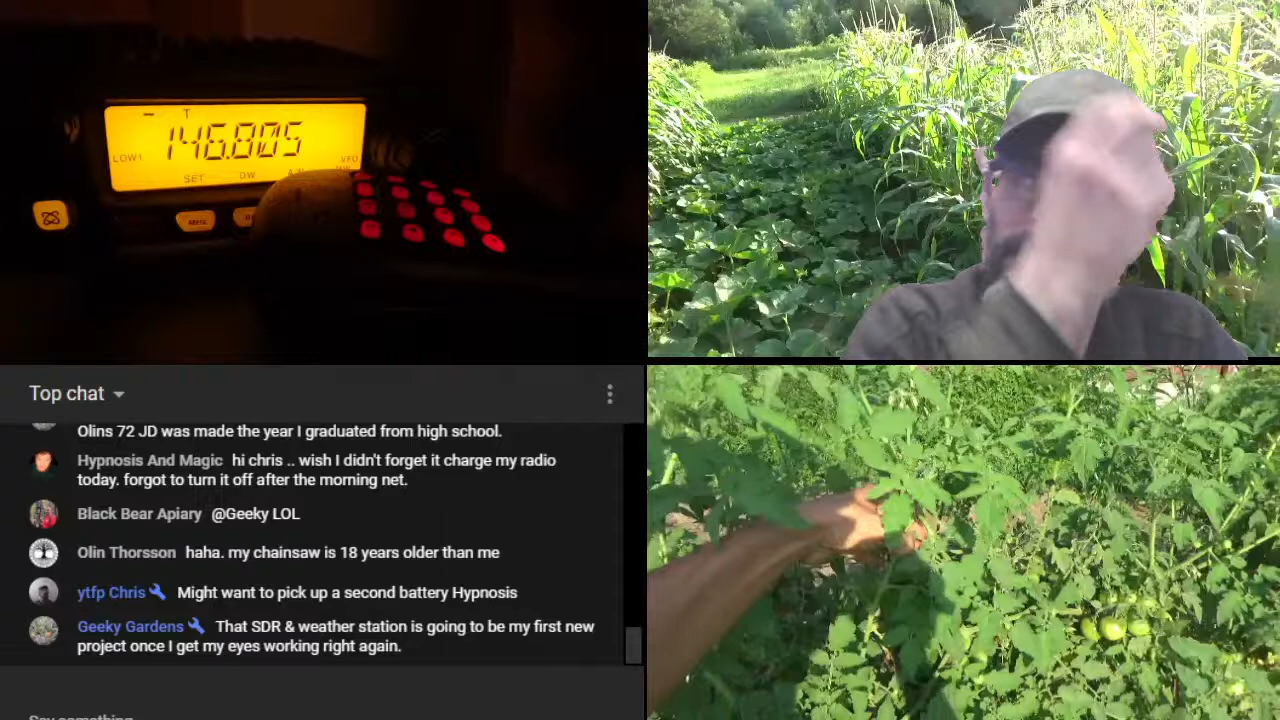 − T
146.805
LOW1
VFO
SET DW
Top chat
Olins 72 JD was made the year I graduated from high school.
Hypnosis And Magic hi chris .. wish I didn't forget it charge my radio
today. forgot to turn it off after the morning net.
Black Bear Apiary @Geeky LOL
Olin Thorsson haha. my chainsaw is 18 years older than me
ytfp Chris Might want to pick up a second battery Hypnosis
Geeky Gardens That SDR & weather station is going to be my first new
project once I get my eyes working right again.
Say something